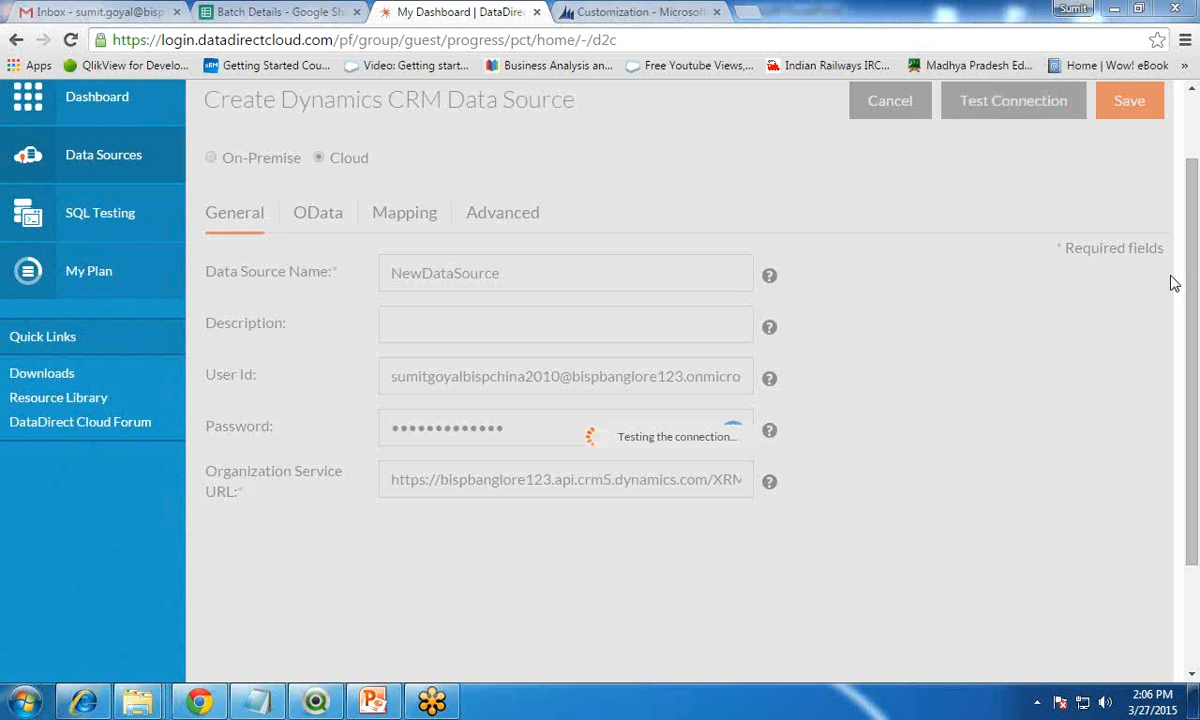 Inbox - sumit.goyal@bisp
Batch Details - Google Sh
My Dashboard | DataDirec
Customization - Microsof
Sumit
https://login.datadirectcloud.com/pf/group/guest/progress/pct/home/-/d2c
Apps
QlikView for Develo...
Getting Started Cou...
Video: Getting start...
Business Analysis an...
Free Youtube Views,...
Indian Railways IRC...
Madhya Pradesh Ed...
Home | Wow! eBook
»
Dashboard
Data Sources
SQL Testing
My Plan
Quick Links
Downloads
Resource Library
DataDirect Cloud Forum
Create Dynamics CRM Data Source
Cancel
Test Connection
Save
On-Premise
Cloud
General
OData
Mapping
Advanced
* Required fields
Data Source Name:*
NewDataSource
Description:
User Id:
sumitgoyalbispchina2010@bispbanglore123.onmicro
Password:
•••••••••••••
Testing the connection...
Organization Service
URL:*
https://bispbanglore123.api.crm5.dynamics.com/XRM
2:06 PM
3/27/2015